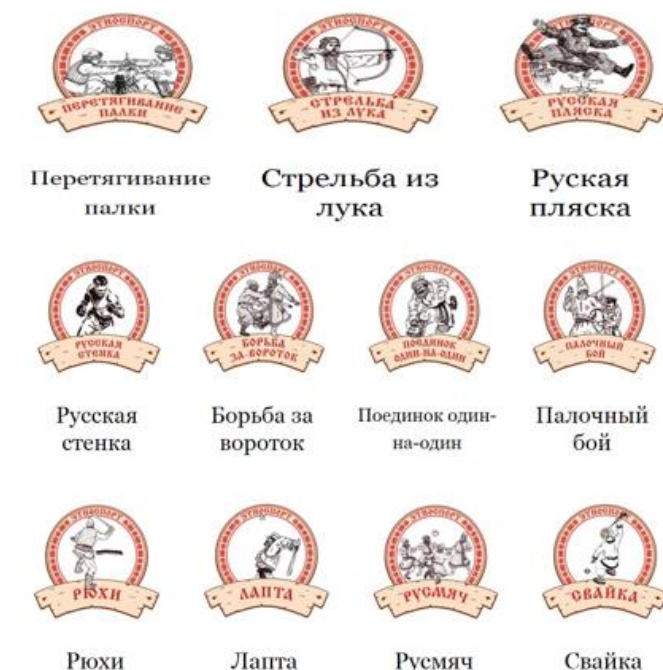 ЭТНОСПОРТ ЭТНОСПОРТ ЭТНОСПОРТ
ПЕРЕТЯГИВАНИЕ ПАЛКИ
СТРЕЛЬБА ИЗ ЛУКА
РУССКАЯ ПЛЯСКА
Перетягивание
палки
Стрельба из
лука
Руская
пляска
ЭТНОСПОРТ ЭТНОСПОРТ ЭТНОСПОРТ ЭТНОСПОРТ
РУССКАЯ СТЕНКА
БОРЬБА ЗА-ВОРОТОК
ПОЕДИНОК ОДИН-НА-ОДИН
ПАЛОЧНЫЙ БОЙ
Русская
стенка
Борьба за
вороток
Поединок один-
на-один
Палочный
бой
ЭТНОСПОРТ ЭТНОСПОРТ ЭТНОСПОРТ ЭТНОСПОРТ
РЮХИ
ЛАПТА
РУСМЯЧ
СВАЙКА
Рюхи
Лапта
Русмяч
Свайка